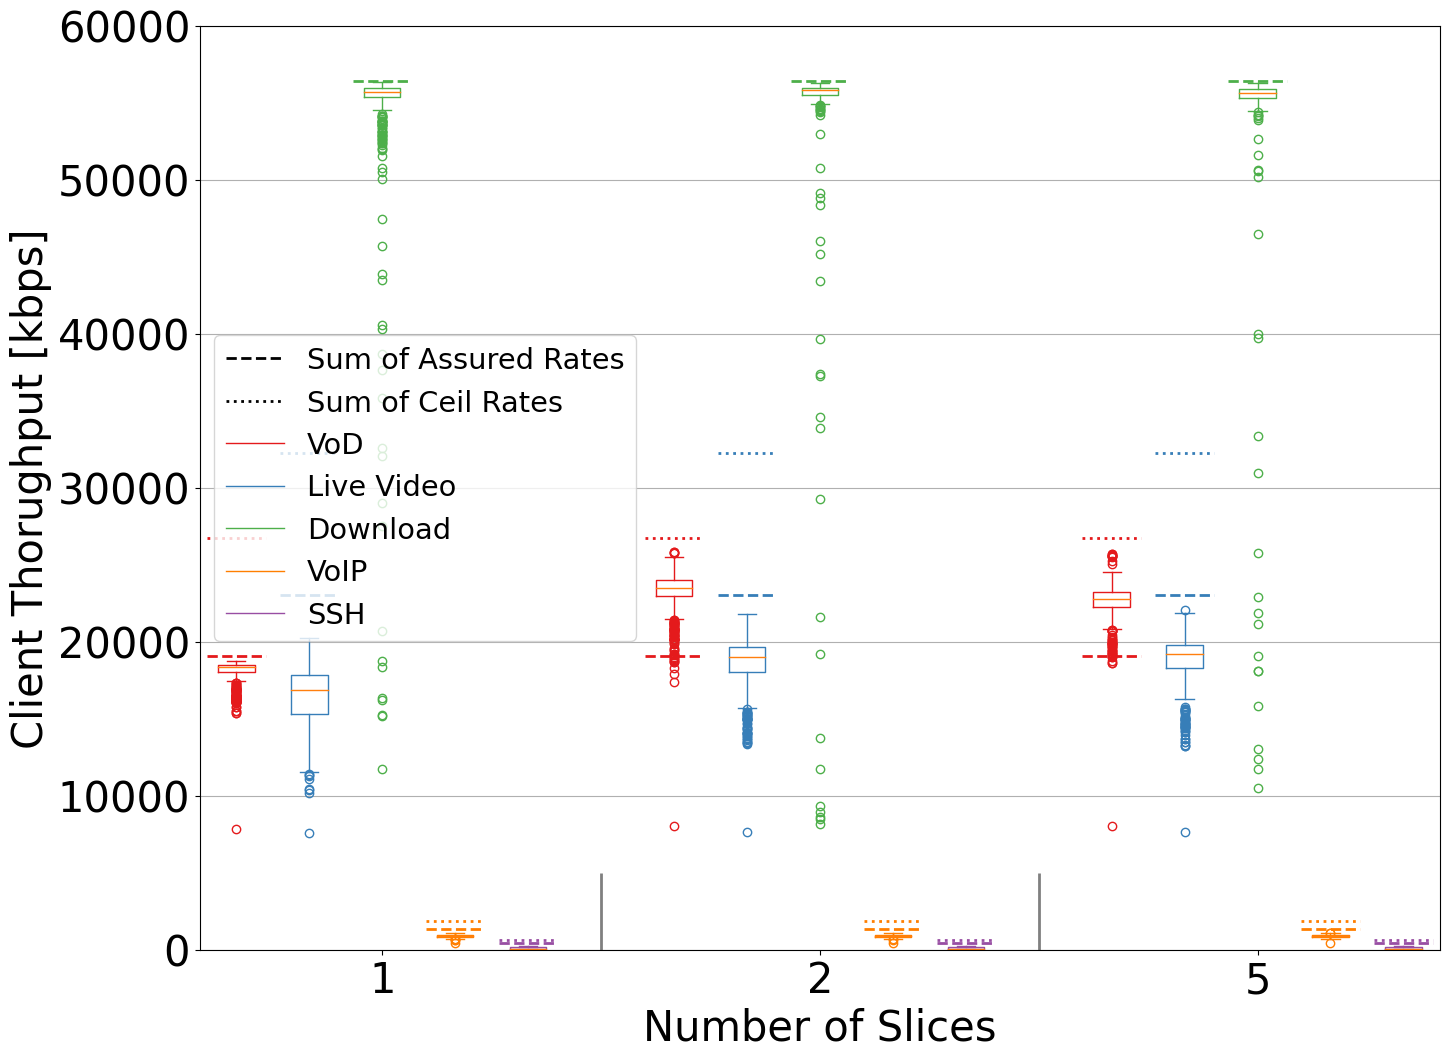 60000
50000
40000
30000
20000
10000
0
Client Thorughput [kbps]
Sum of Assured Rates
Sum of Ceil Rates
VoD
Live Video
Download
VoIP
SSH
1 2 5
Number of Slices